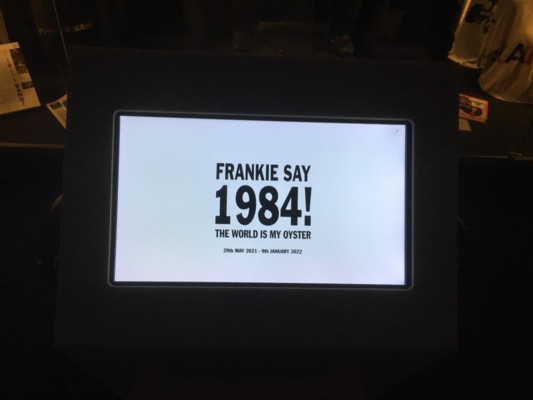 FRANKIE SAY
1984!
THE WORLD IS MY OYSTER
29th MAY 2021 - 9th JANUARY 2022